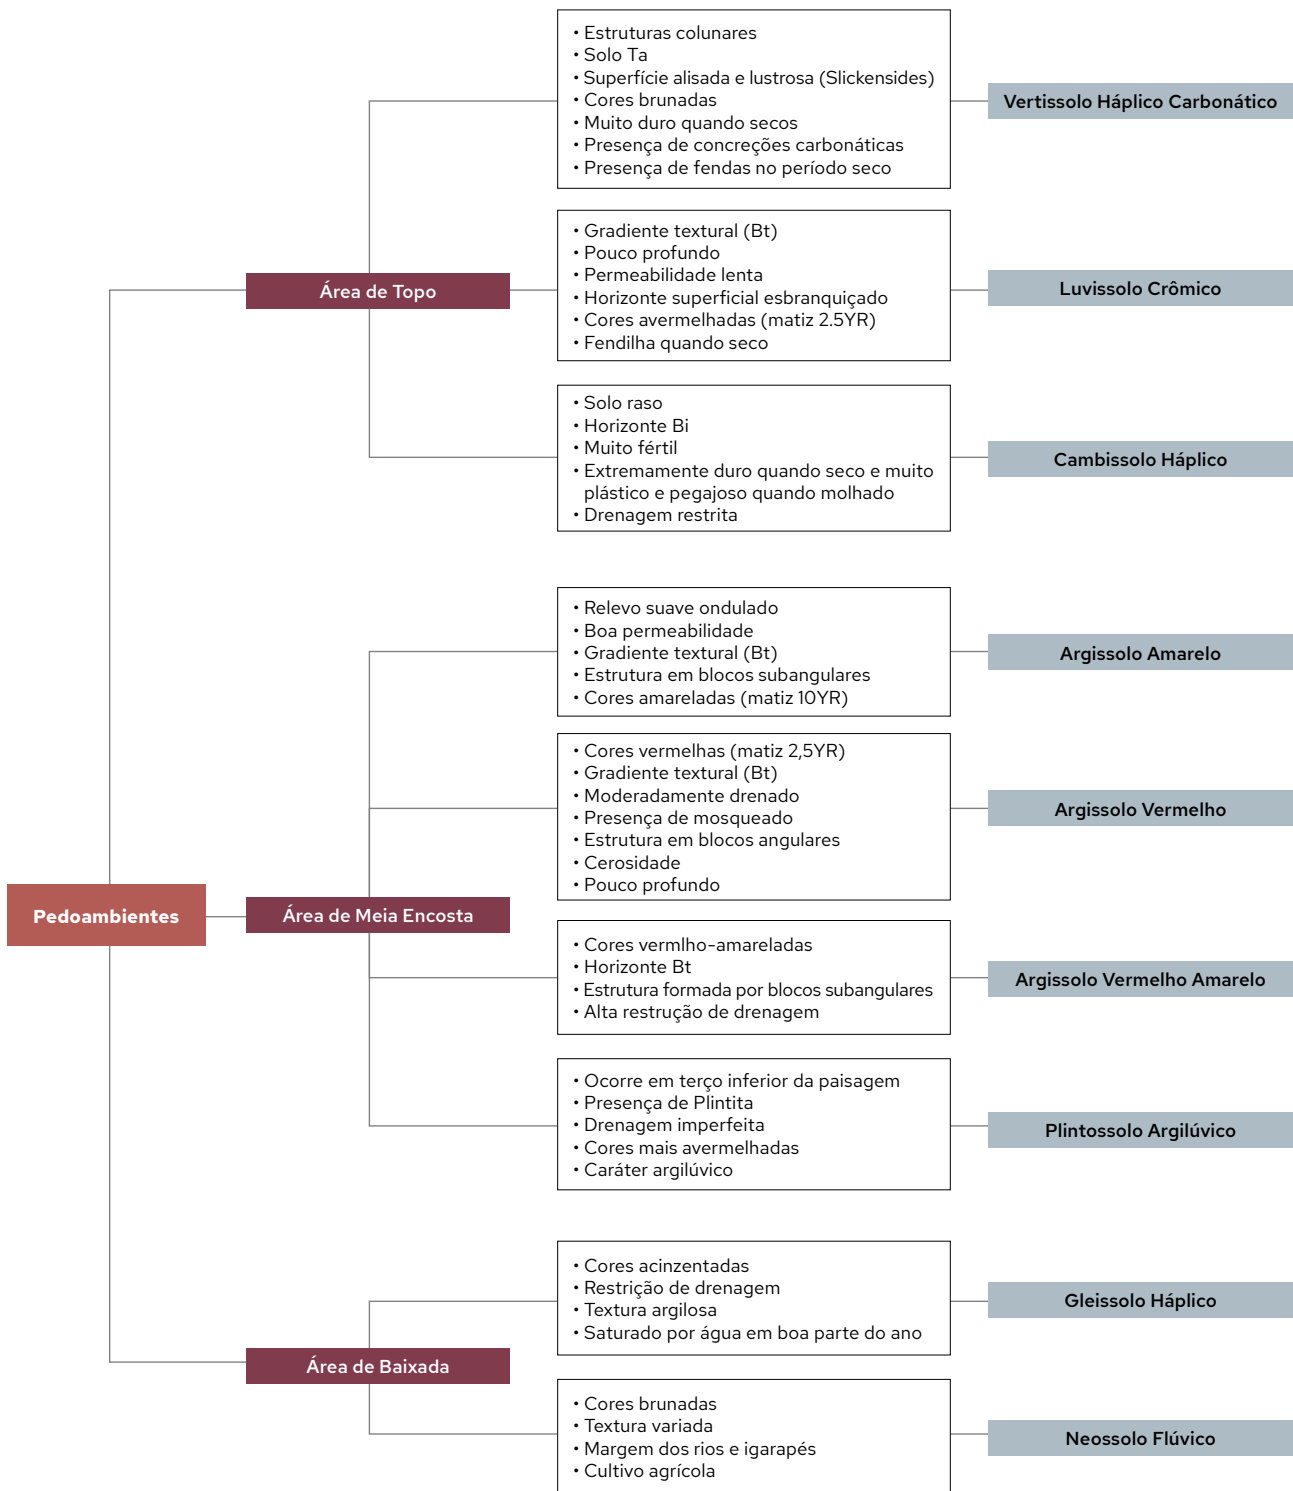 Pedoambientes
Área de Topo
• Estruturas colunares
• Solo Ta
• Superfície alisada e lustrosa (Slickensides)
• Cores brunadas
• Muito duro quando secos
• Presença de concreções carbonáticas
• Presença de fendas no período seco
Vertissolo Háplico Carbonático
• Gradiente textural (Bt)
• Pouco profundo
• Permeabilidade lenta
• Horizonte superficial esbranquiçado
• Cores avermelhadas (matiz 2.5YR)
• Fendilha quando seco
Luvissolo Crômico
• Solo raso
• Horizonte Bi
• Muito fértil
• Extremamente duro quando seco e muito
plástico e pegajoso quando molhado
• Drenagem restrita
Cambissolo Háplico
Área de Meia Encosta
• Relevo suave ondulado
• Boa permeabilidade
• Gradiente textural (Bt)
• Estrutura em blocos subangulares
• Cores amareladas (matiz 10YR)
Argissolo Amarelo
• Cores vermelhas (matiz 2,5YR)
• Gradiente textural (Bt)
• Moderadamente drenado
• Presença de mosqueado
• Estrutura em blocos angulares
• Cerosidade
• Pouco profundo
Argissolo Vermelho
• Cores vermlho-amareladas
• Horizonte Bt
• Estrutura formada por blocos subangulares
• Alta restrução de drenagem
Argissolo Vermelho Amarelo
• Ocorre em terço inferior da paisagem
• Presença de Plintita
• Drenagem imperfeita
• Cores mais avermelhadas
• Caráter argilúvico
Plintossolo Argilúvico
Área de Baixada
• Cores acinzentadas
• Restrição de drenagem
• Textura argilosa
• Saturado por água em boa parte do ano
Gleissolo Háplico
• Cores brunadas
• Textura variada
• Margem dos rios e igarapés
• Cultivo agrícola
Neossolo Flúvico